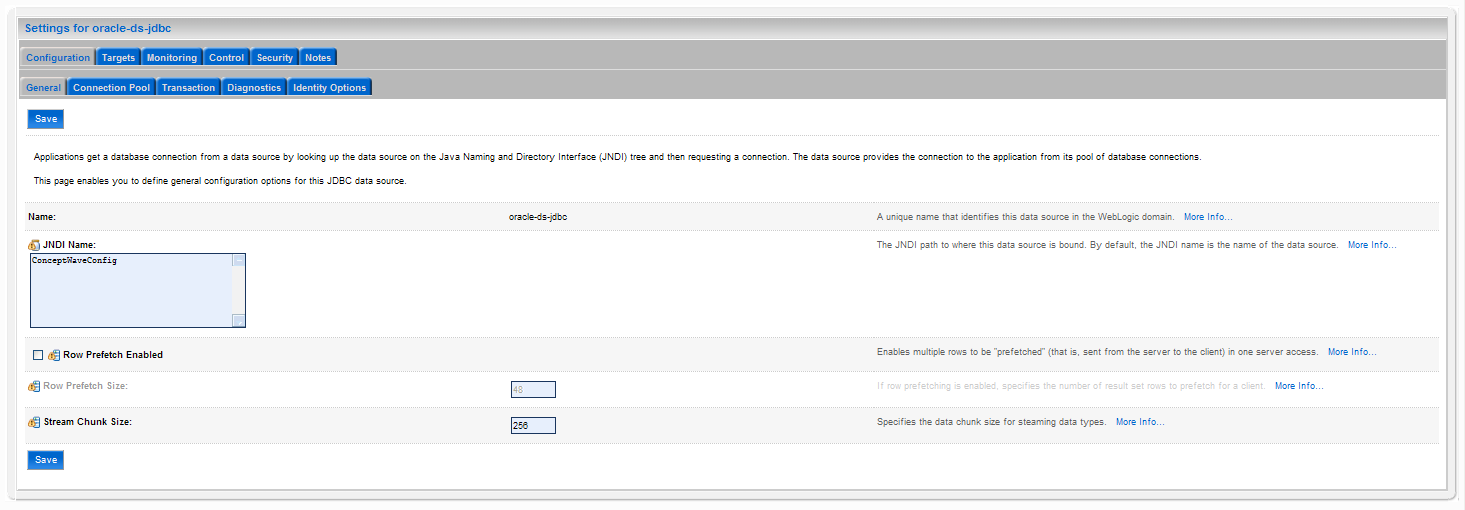 Settings for oracle-ds-jdbc
Configuration Targets Monitoring Control Security Notes
General Connection Pool Transaction Diagnostics Identity Options
Save
Applications get a database connection from a data source by looking up the data source on the Java Naming and Directory Interface (JNDI) tree and then requesting a connection. The data source provides the connection to the application from its pool of database connections.
This page enables you to define general configuration options for this JDBC data source.
Name: oracle-ds-jdbc A unique name that identifies this data source in the WebLogic domain. More Info...
JNDI Name: The JNDI path to where this data source is bound. By default, the JNDI name is the name of the data source. More Info...
ConceptWaveConfig
Row Prefetch Enabled Enables multiple rows to be "prefetched" (that is, sent from the server to the client) in one server access. More Info...
Row Prefetch Size: 48 If row prefetching is enabled, specifies the number of result set rows to prefetch for a client. More Info...
Stream Chunk Size: 256 Specifies the data chunk size for steaming data types. More Info...
Save